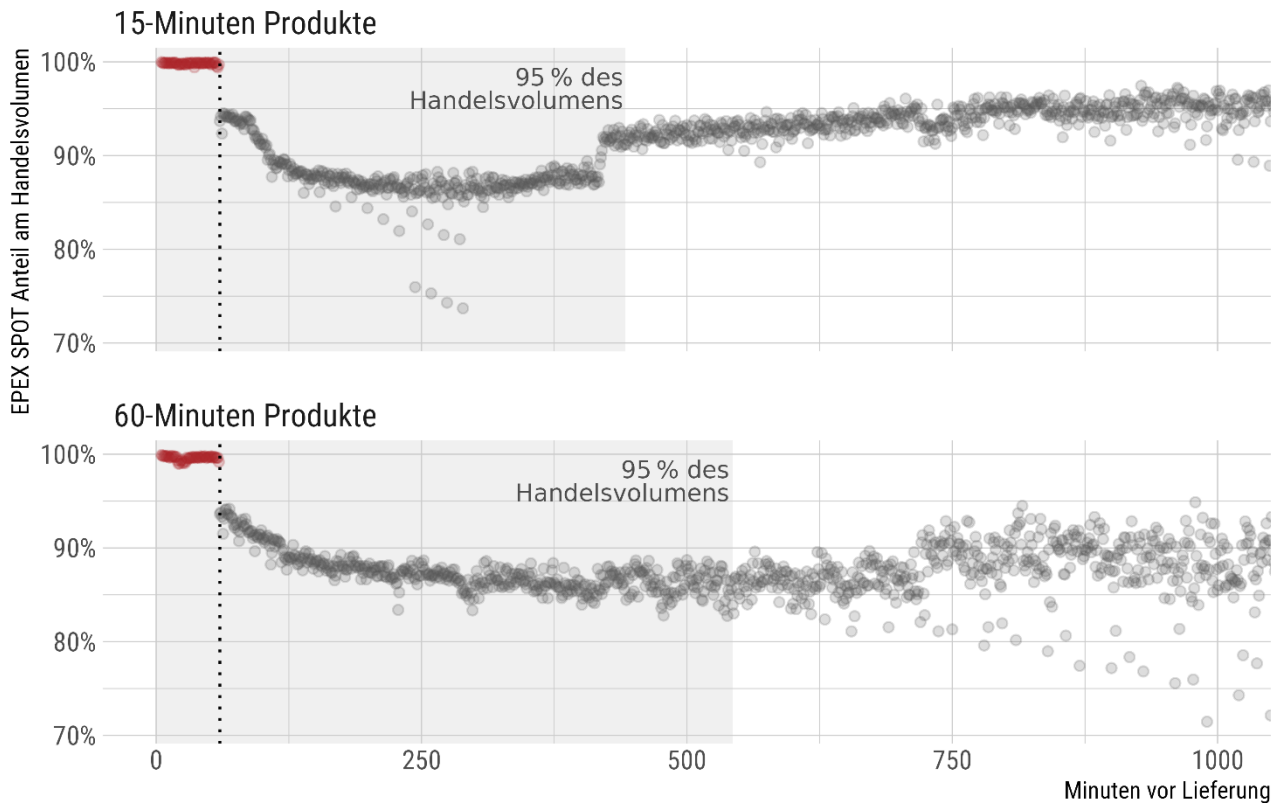 15-Minuten Produkte
EPEX SPOT Anteil am Handelsvolumen
100%
90%
80%
70%
95 % des
Handelsvolumens
60-Minuten Produkte
100%
90%
80%
70%
95 % des
Handelsvolumens
0
250
500
750
1000
Minuten vor Lieferung